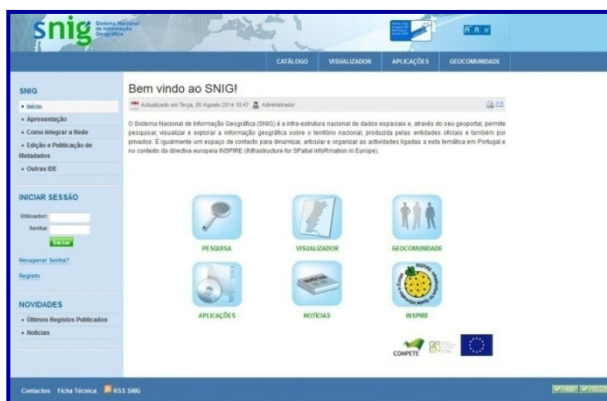 snig
Sistema Nacional
de Informação
Geográfica
A A A
CATÁLOGO VISUALIZADOR APLICAÇÕES GEOCOMUNIDADE
SNIG
Início
Apresentação
Como integrar a Rede
Edição e Publicação de
Metadados
Outras IDE
INICIAR SESSÃO
Utilizador:
Senha:
Iniciar
Recuperar Senha?
Registo
NOVIDADES
Últimos Registos Publicados
Notícias
Bem vindo ao SNIG!
Actualizado em Terça, 05 Agosto 2014 10:47 Administrador
O Sistema Nacional de Informação Geográfica (SNIG) é a infra-estrutura nacional de dados espaciais e, através do seu geoportal, permite
pesquisar, visualizar e explorar a informação geográfica sobre o território nacional, produzida pelas entidades oficiais e também por
privados. É igualmente um espaço de contacto para dinamizar, articular e organizar as actividades ligadas a esta temática em Portugal e
no contexto da directiva europeia INSPIRE (INfrastructure for SPatial InfoRmation in Europe).
PESQUISA VISUALIZADOR GEOCOMUNIDADE
APLICAÇÕES NOTÍCIAS INSPIRE
COMPETE QREN
Contactos Ficha Técnica RSS SNIG